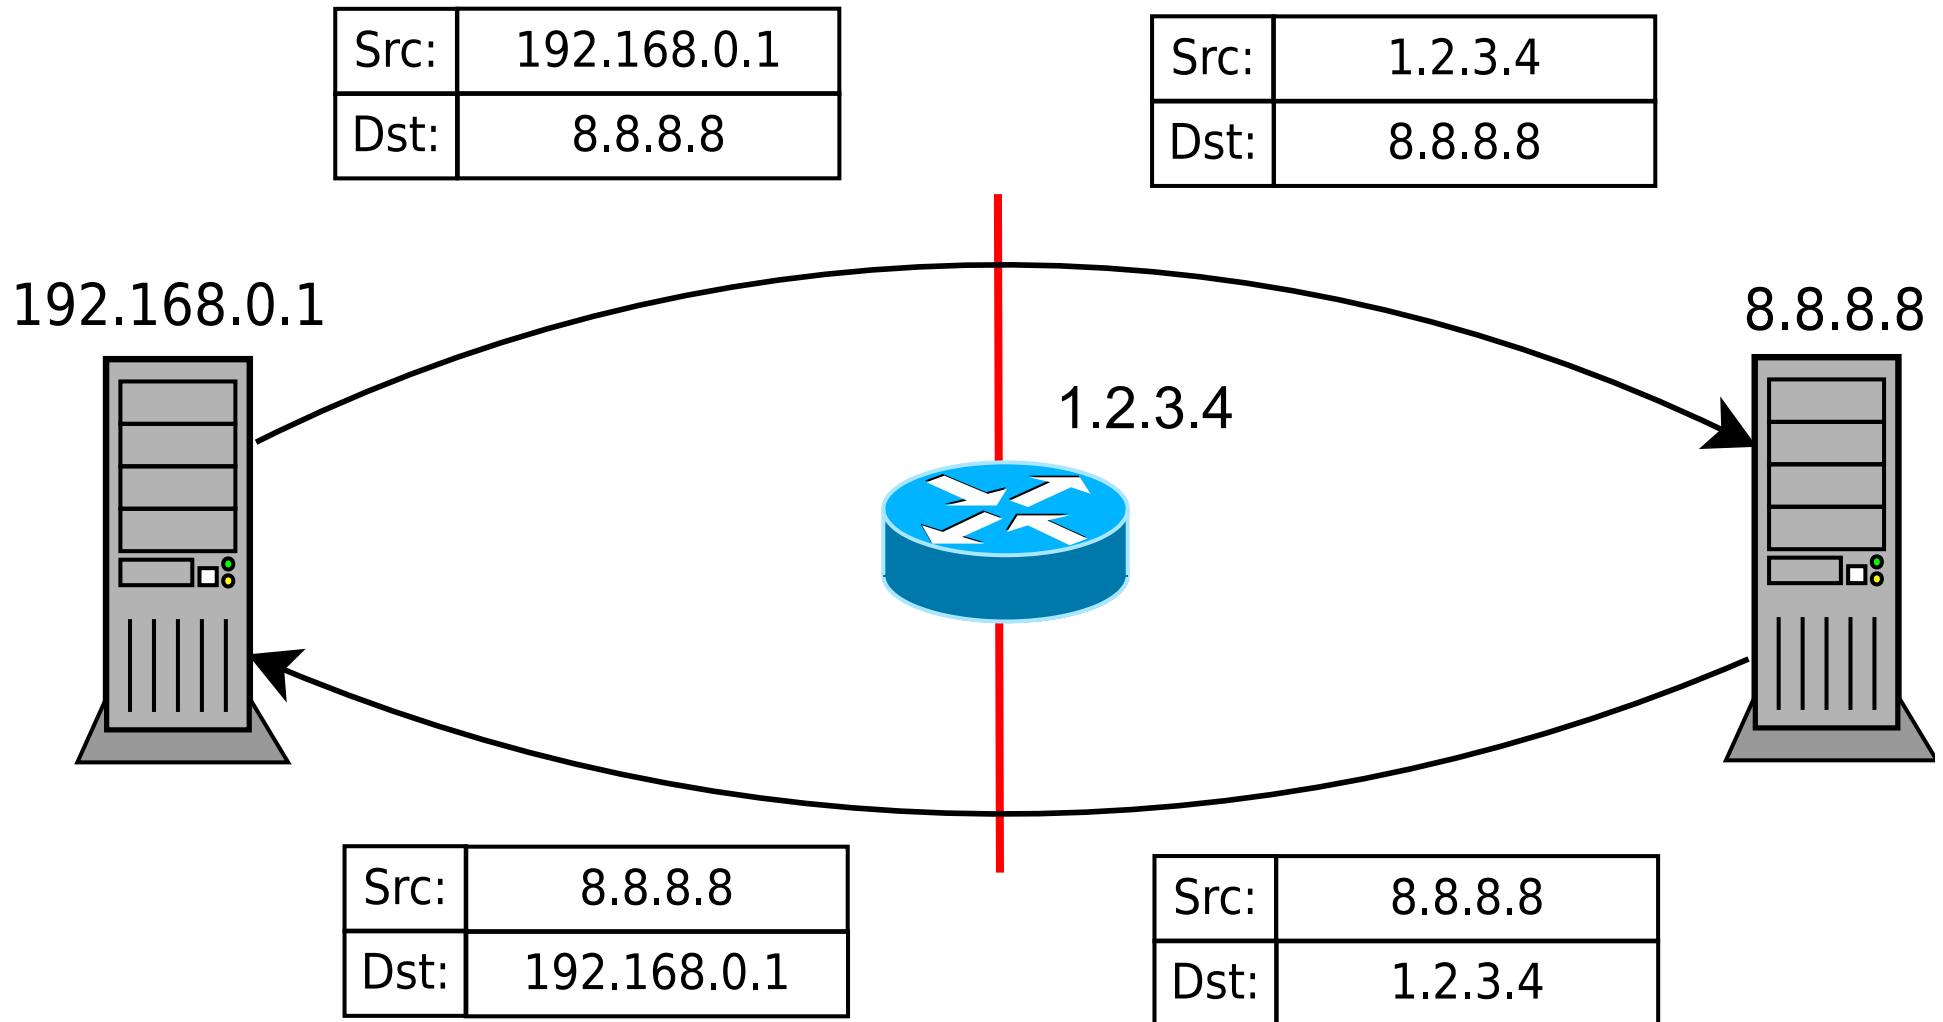 Src: 192.168.0.1
Dst: 8.8.8.8
Src: 1.2.3.4
Dst: 8.8.8.8
192.168.0.1
8.8.8.8
1.2.3.4
Src: 8.8.8.8
Dst: 192.168.0.1
Src: 8.8.8.8
Dst: 1.2.3.4